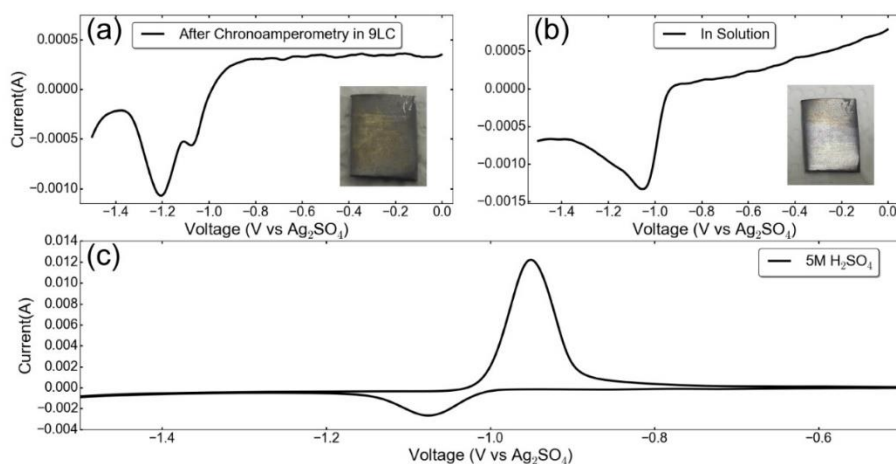 (a)
After Chronoamperometry in 9LC
Current(A)
0.0005
0.0000
−0.0005
−0.0010
−1.4 −1.2 −1.0 −0.8 −0.6 −0.4 −0.2 0.0
Voltage (V vs Ag₂SO₄)
(b)
In Solution
0.0005
0.0000
−0.0005
−0.0010
−0.0015
−1.4 −1.2 −1.0 −0.8 −0.6 −0.4 −0.2 0.0
Voltage (V vs Ag₂SO₄)
(c)
5M H₂SO₄
Current(A)
0.014
0.012
0.010
0.008
0.006
0.004
0.002
0.000
−0.002
−0.004
−1.4 −1.2 −1.0 −0.8 −0.6
Voltage (V vs Ag₂SO₄)